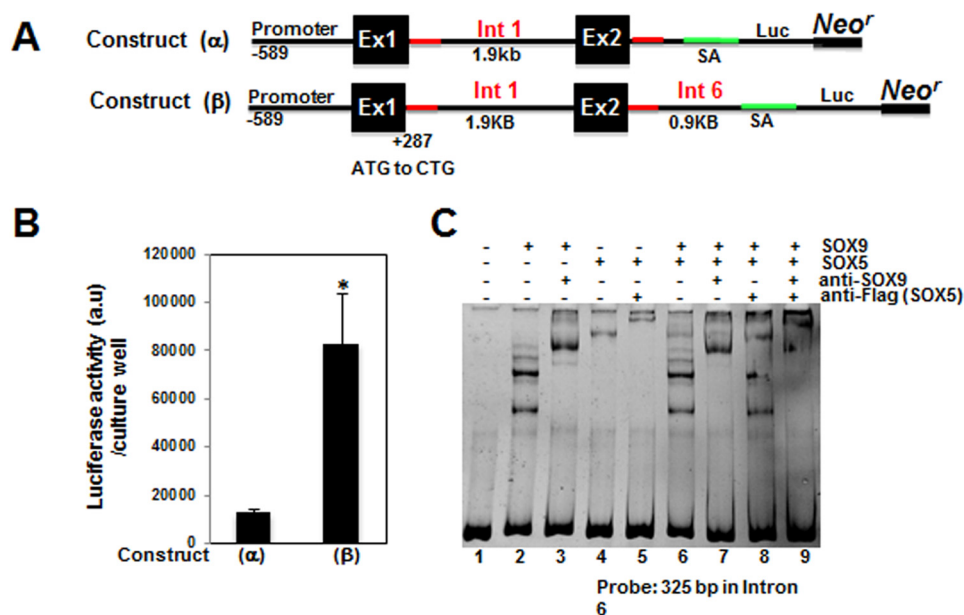 A
Construct (α)
Promoter
-589
Ex1
Int 1
1.9kb
Ex2
SA
Luc
Neoʳ
Construct (β)
Promoter
-589
Ex1
+287
Int 1
1.9KB
Ex2
Int 6
0.9KB
SA
Luc
Neoʳ
ATG to CTG
B
Luciferase activity (a.u)
/culture well
120000
100000
80000
60000
40000
20000
0
*
Construct (α) (β)
C
- + + - - + + + + SOX9
- - - + + + + + + SOX5
- - + - - - + - + anti-SOX9
- - - - + - - + + anti-Flag (SOX5)
1 2 3 4 5 6 7 8 9
Probe: 325 bp in Intron
6